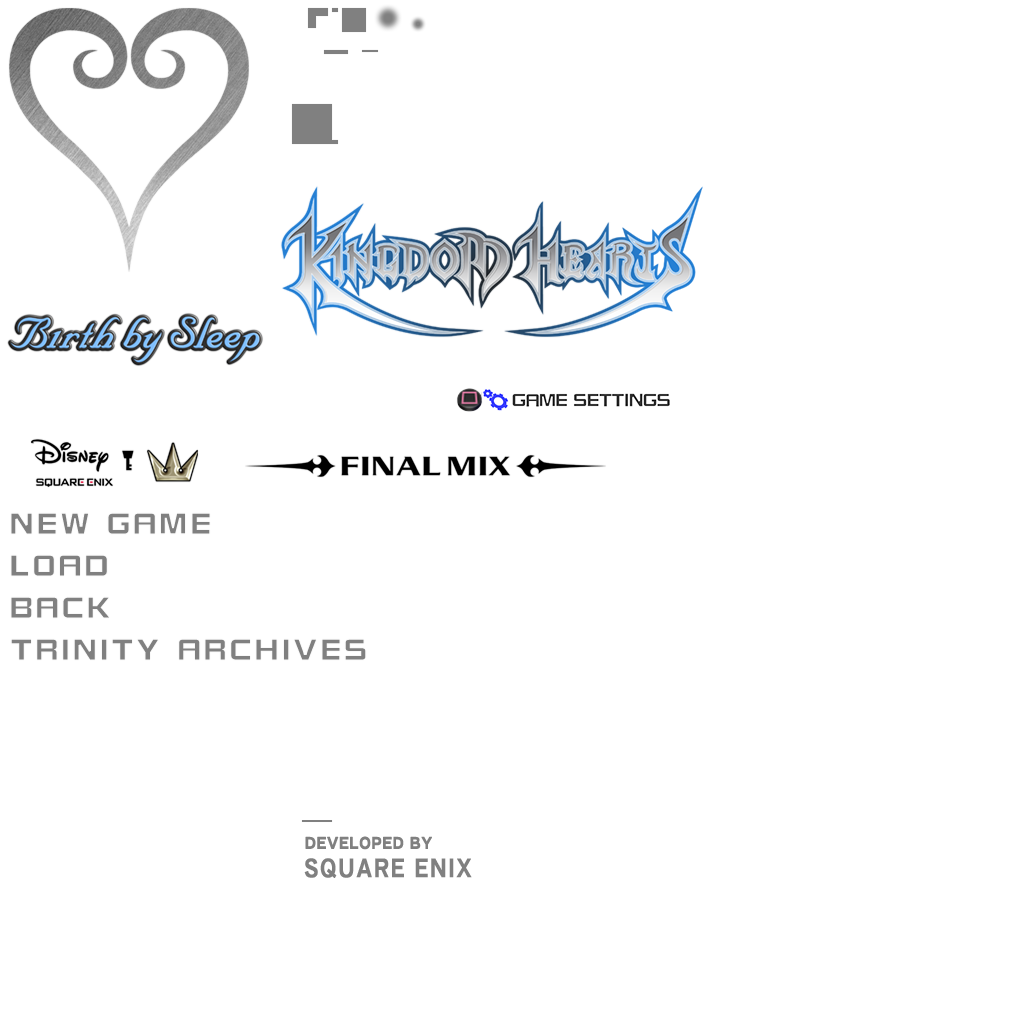 KINGDOM HEARTS
Birth by Sleep
GAME SETTINGS
Disney
SQUARE ENIX
FINAL MIX
NEW GAME
LOAD
BACK
TRINITY ARCHIVES
DEVELOPED BY
SQUARE ENIX